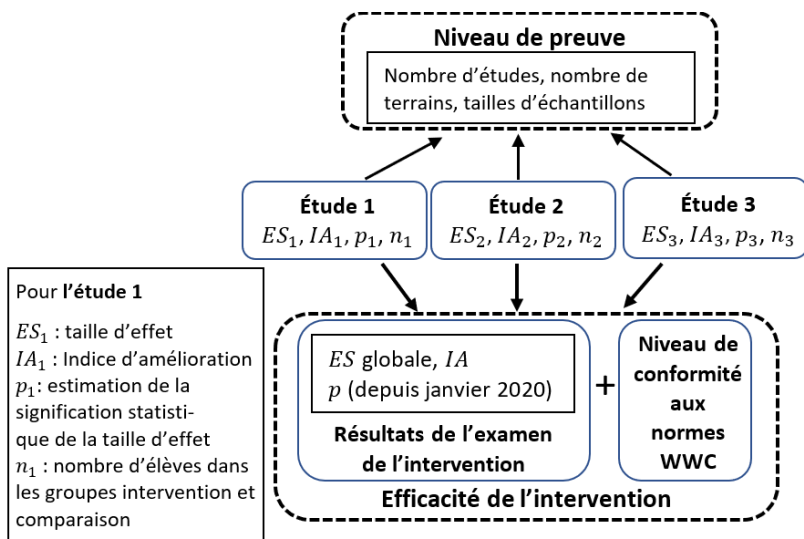 Niveau de preuve
Nombre d’études, nombre de
terrains, tailles d’échantillons
Étude 1
ES₁, IA₁, p₁, n₁
Étude 2
ES₂, IA₂, p₂, n₂
Étude 3
ES₃, IA₃, p₃, n₃
Pour l’étude 1
ES₁ : taille d’effet
IA₁ : Indice d’amélioration
p₁: estimation de la
signification statisti-
que de la taille d’effet
n₁ : nombre d’élèves dans
les groupes intervention et
comparaison
ES globale, IA
p (depuis janvier 2020)
Résultats de l’examen
de l’intervention
+
Niveau de
conformité
aux
normes
WWC
Efficacité de l’intervention